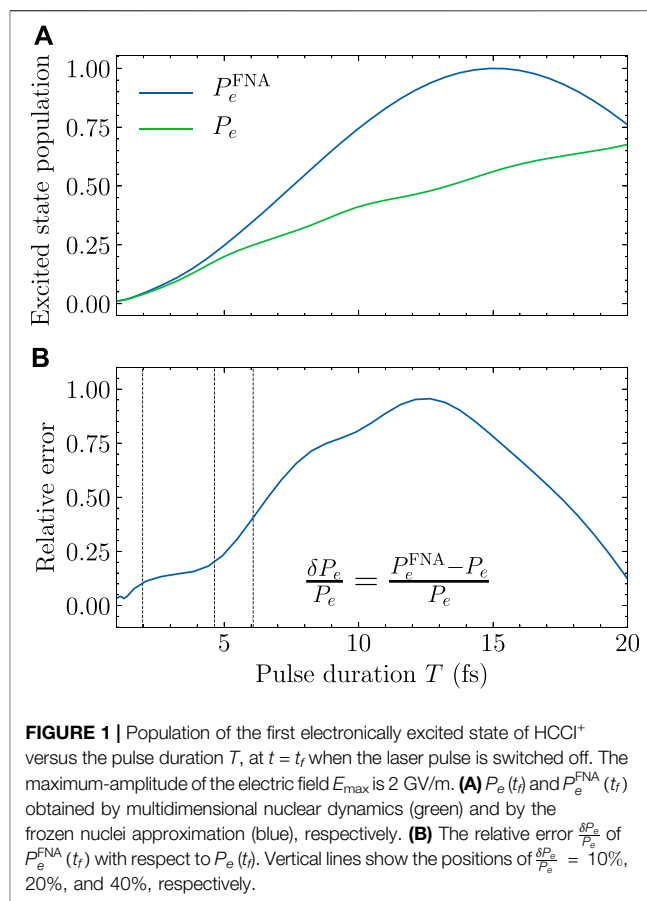 A
Excited state population
1.00
0.75
0.50
0.25
0.00
P_e^FNA
P_e
B
Relative error
1.00
0.75
0.50
0.25
0.00
δP_e/P_e = (P_e^FNA − P_e)/P_e
5 10 15 20
Pulse duration T (fs)
FIGURE 1 | Population of the first electronically excited state of HCCI⁺
versus the pulse duration T, at t = t_f when the laser pulse is switched off. The
maximum-amplitude of the electric field E_max is 2 GV/m. (A) P_e (t_f) and P_e^FNA (t_f)
obtained by multidimensional nuclear dynamics (green) and by the
frozen nuclei approximation (blue), respectively. (B) The relative error δP_e/P_e of
P_e^FNA (t_f) with respect to P_e (t_f). Vertical lines show the positions of δP_e/P_e = 10%,
20%, and 40%, respectively.